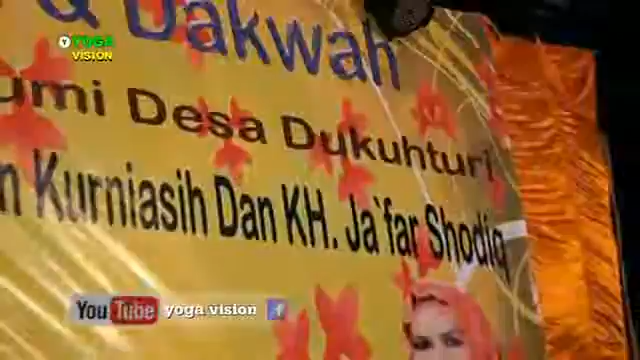 & Dakwah
YOGA
VISION
umi Desa Dukuhturi
n Kurniasih Dan KH. Ja`far Shodiq
YouTube yoga vision f